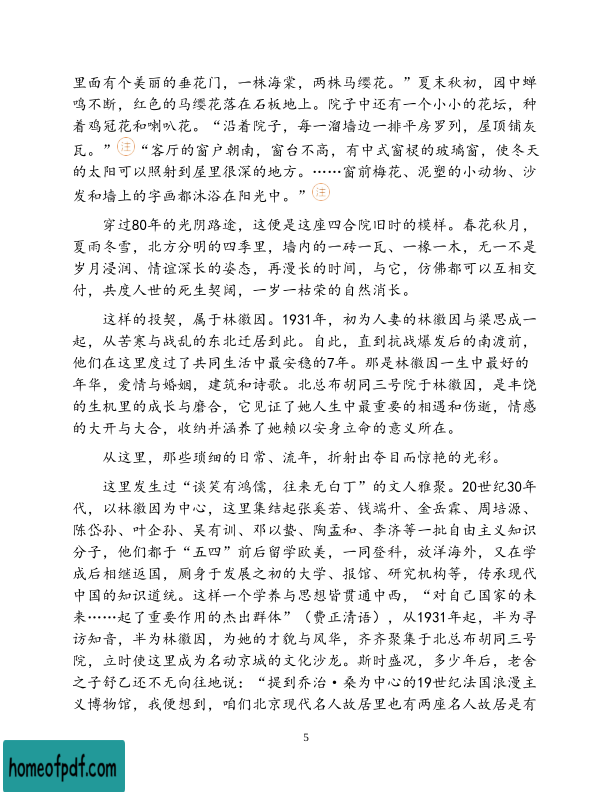 里面有个美丽的垂花门，一株海棠，两株马缨花。”夏末秋初，园中蝉
鸣不断，红色的马缨花落在石板地上。院子中还有一个小小的花坛，种
着鸡冠花和喇叭花。“沿着院子，每一溜墙边一排平房罗列，屋顶铺灰
瓦。”注“客厅的窗户朝南，窗台不高，有中式窗棂的玻璃窗，使冬天
的太阳可以照射到屋里很深的地方。……窗前梅花、泥塑的小动物、沙
发和墙上的字画都沐浴在阳光中。”注
穿过80年的光阴路途，这便是这座四合院旧时的模样。春花秋月，
夏雨冬雪，北方分明的四季里，墙内的一砖一瓦、一椽一木，无一不是
岁月浸润、情谊深长的姿态，再漫长的时间，与它，仿佛都可以互相交
付，共度人世的死生契阔，一岁一枯荣的自然消长。
这样的投契，属于林徽因。1931年，初为人妻的林徽因与梁思成一
起，从苦寒与战乱的东北迁居到此。自此，直到抗战爆发后的南渡前，
他们在这里度过了共同生活中最安稳的7年。那是林徽因一生中最好的
年华，爱情与婚姻，建筑和诗歌。北总布胡同三号院于林徽因，是丰饶
的生机里的成长与磨合，它见证了她人生中最重要的相遇和伤逝，情感
的大开与大合，收纳并涵养了她赖以安身立命的意义所在。
从这里，那些琐细的日常、流年，折射出夺目而惊艳的光彩。
这里发生过“谈笑有鸿儒，往来无白丁”的文人雅聚。20世纪30年
代，以林徽因为中心，这里集结起张奚若、钱端升、金岳霖、周培源、
陈岱孙、叶企孙、吴有训、邓以蛰、陶孟和、李济等一批自由主义知识
分子，他们都于“五四”前后留学欧美，一同登科，放洋海外，又在学
成后相继返国，厕身于发展之初的大学、报馆、研究机构等，传承现代
中国的知识道统。这样一个学养与思想皆贯通中西，“对自己国家的未
来……起了重要作用的杰出群体”（费正清语），从1931年起，半为寻
访知音，半为林徽因，为她的才貌与风华，齐齐聚集于北总布胡同三号
院，立时使这里成为名动京城的文化沙龙。斯时盛况，多少年后，老舍
之子舒乙还不无向往地说：“提到乔治·桑为中心的19世纪法国浪漫主
义博物馆，我便想到，咱们北京现代名人故居里也有两座名人故居是有
5
homeofpdf.com